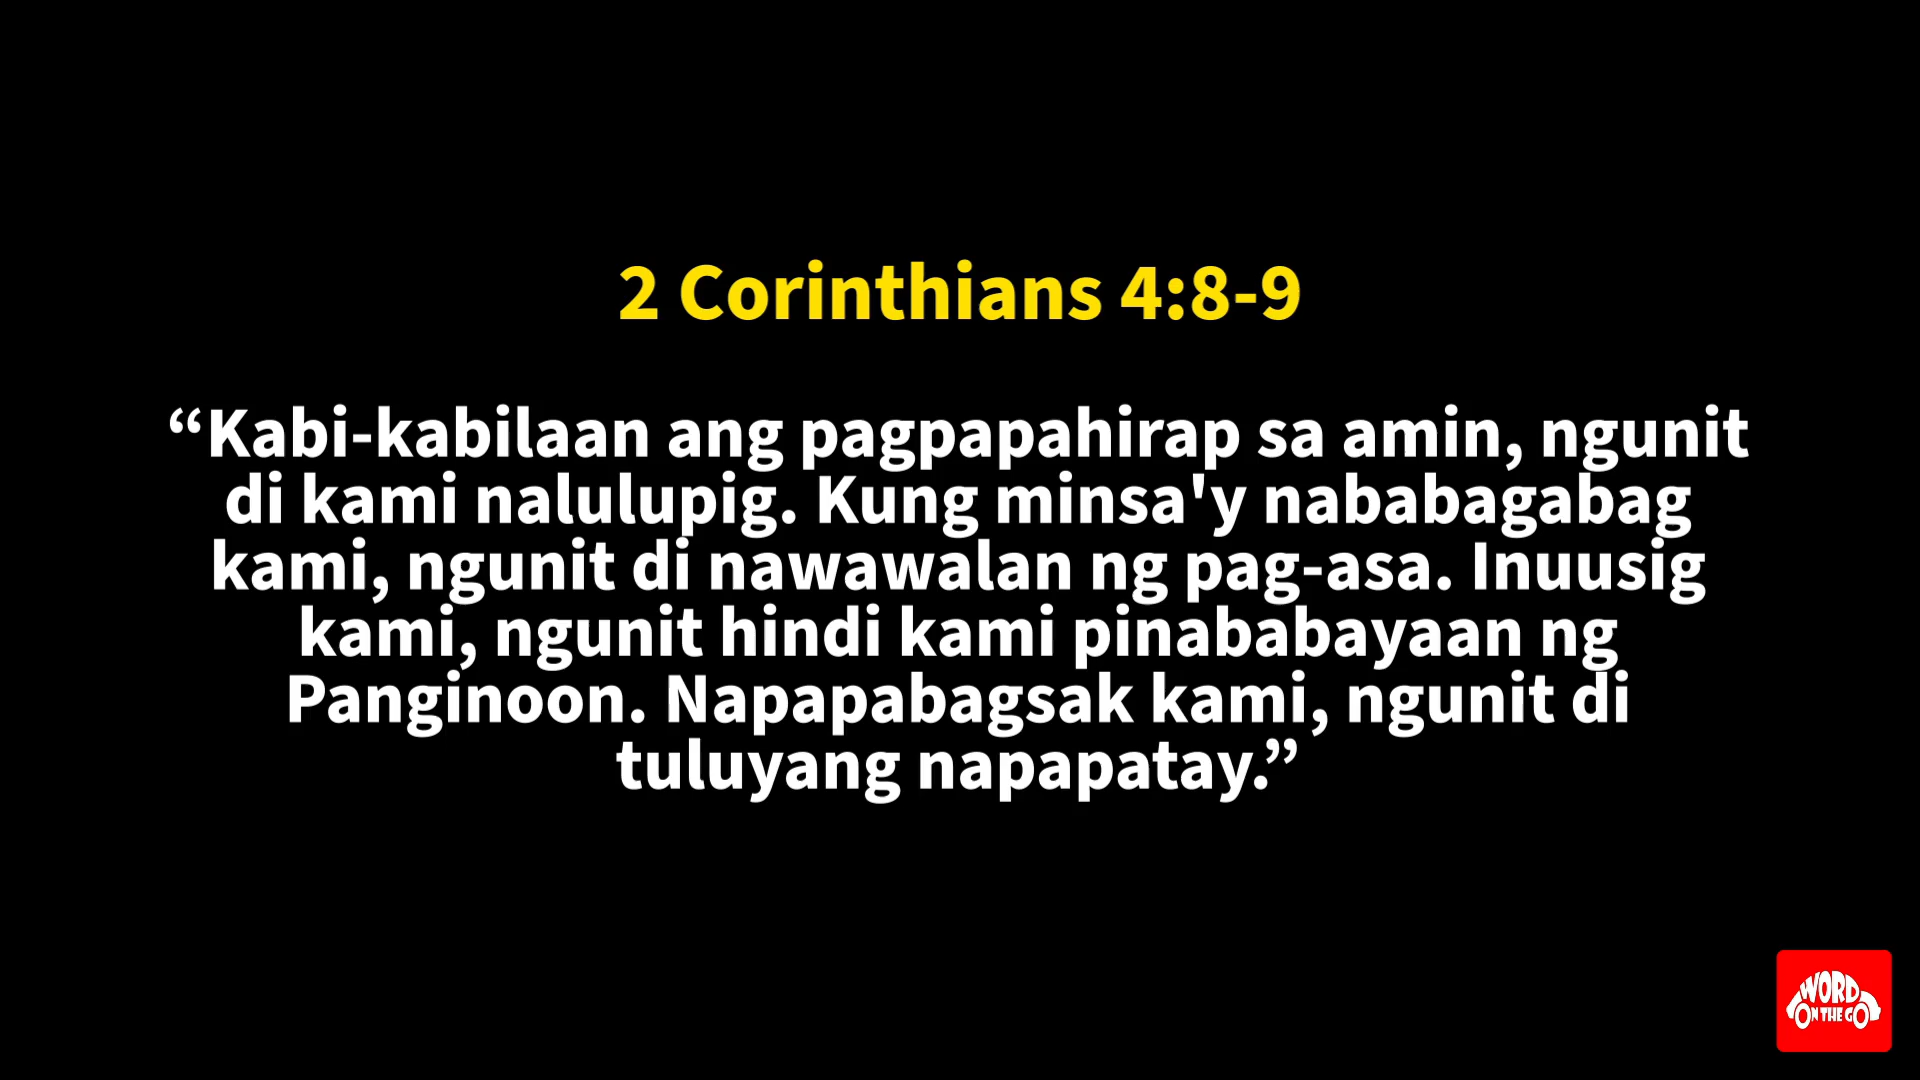 2 Corinthians 4:8-9
“Kabi-kabilaan ang pagpapahirap sa amin, ngunit
di kami nalulupig. Kung minsa'y nababagabag
kami, ngunit di nawawalan ng pag-asa. Inuusig
kami, ngunit hindi kami pinababayaan ng
Panginoon. Napapabagsak kami, ngunit di
tuluyang napapatay.”
WORD
ON THE GO